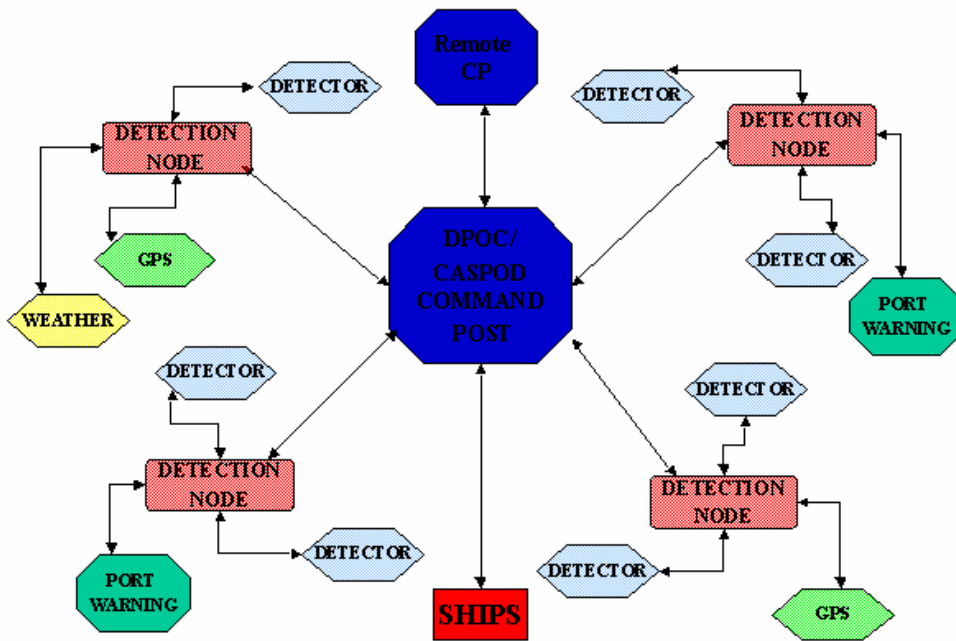 Remote
CP
DETECTOR
DETECTOR
DETECTION
NODE
DETECTION
NODE
DPOC/
CASPOD
COMMAND
POST
GPS
DETECTOR
WEATHER
PORT
WARNING
DETECTOR
DETECTOR
DETECTION
NODE
DETECTION
NODE
DETECTOR
DETECTOR
PORT
WARNING
SHIPS
GPS